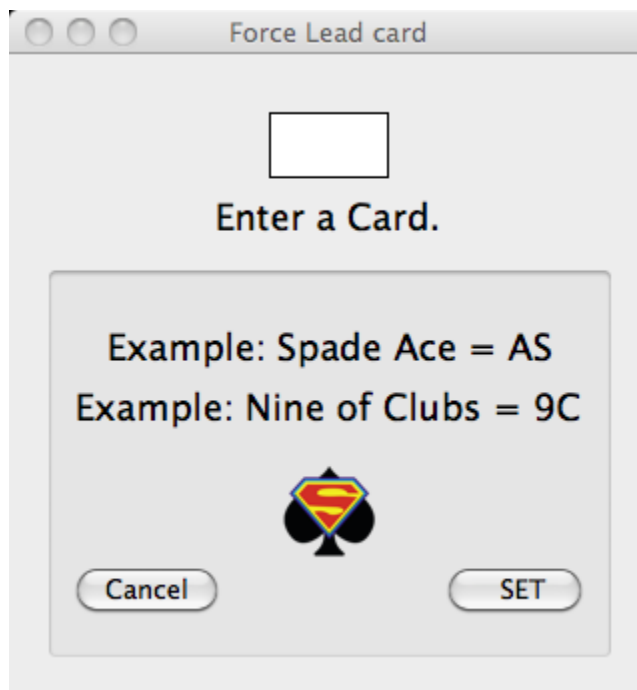 Force Lead card
Enter a Card.
Example: Spade Ace = AS
Example: Nine of Clubs = 9C
S
Cancel
SET